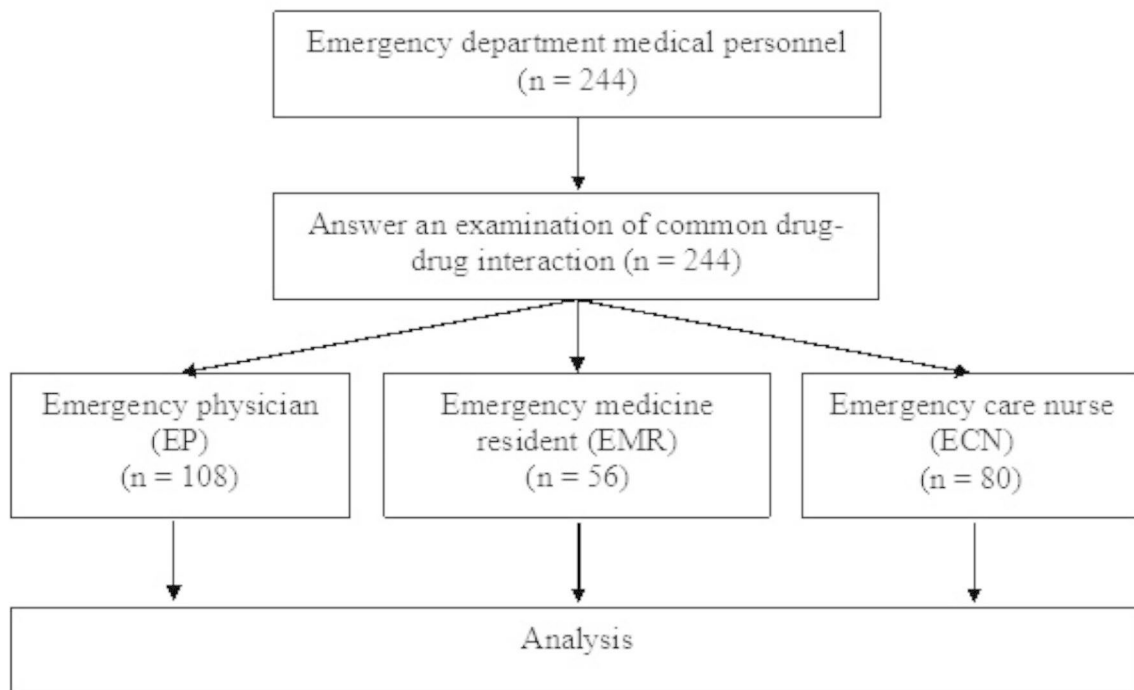 Emergency department medical personnel
(n = 244)
Answer an examination of common drug-
drug interaction (n = 244)
Emergency physician
(EP)
(n = 108)
Emergency medicine
resident (EMR)
(n = 56)
Emergency care nurse
(ECN)
(n = 80)
Analysis